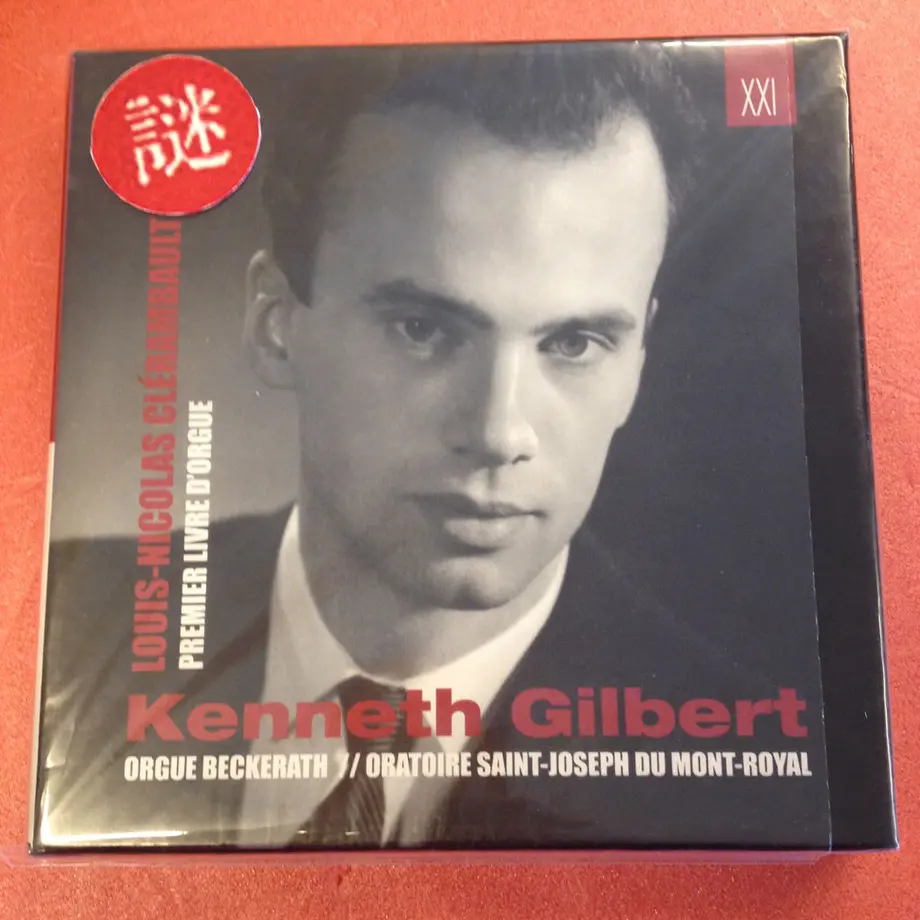 謎
XXI
LOUIS-NICOLAS CLÉRAMBAULT
PREMIER LIVRE D'ORGUE
Kenneth Gilbert
ORGUE BECKERATH // ORATOIRE SAINT-JOSEPH DU MONT-ROYAL